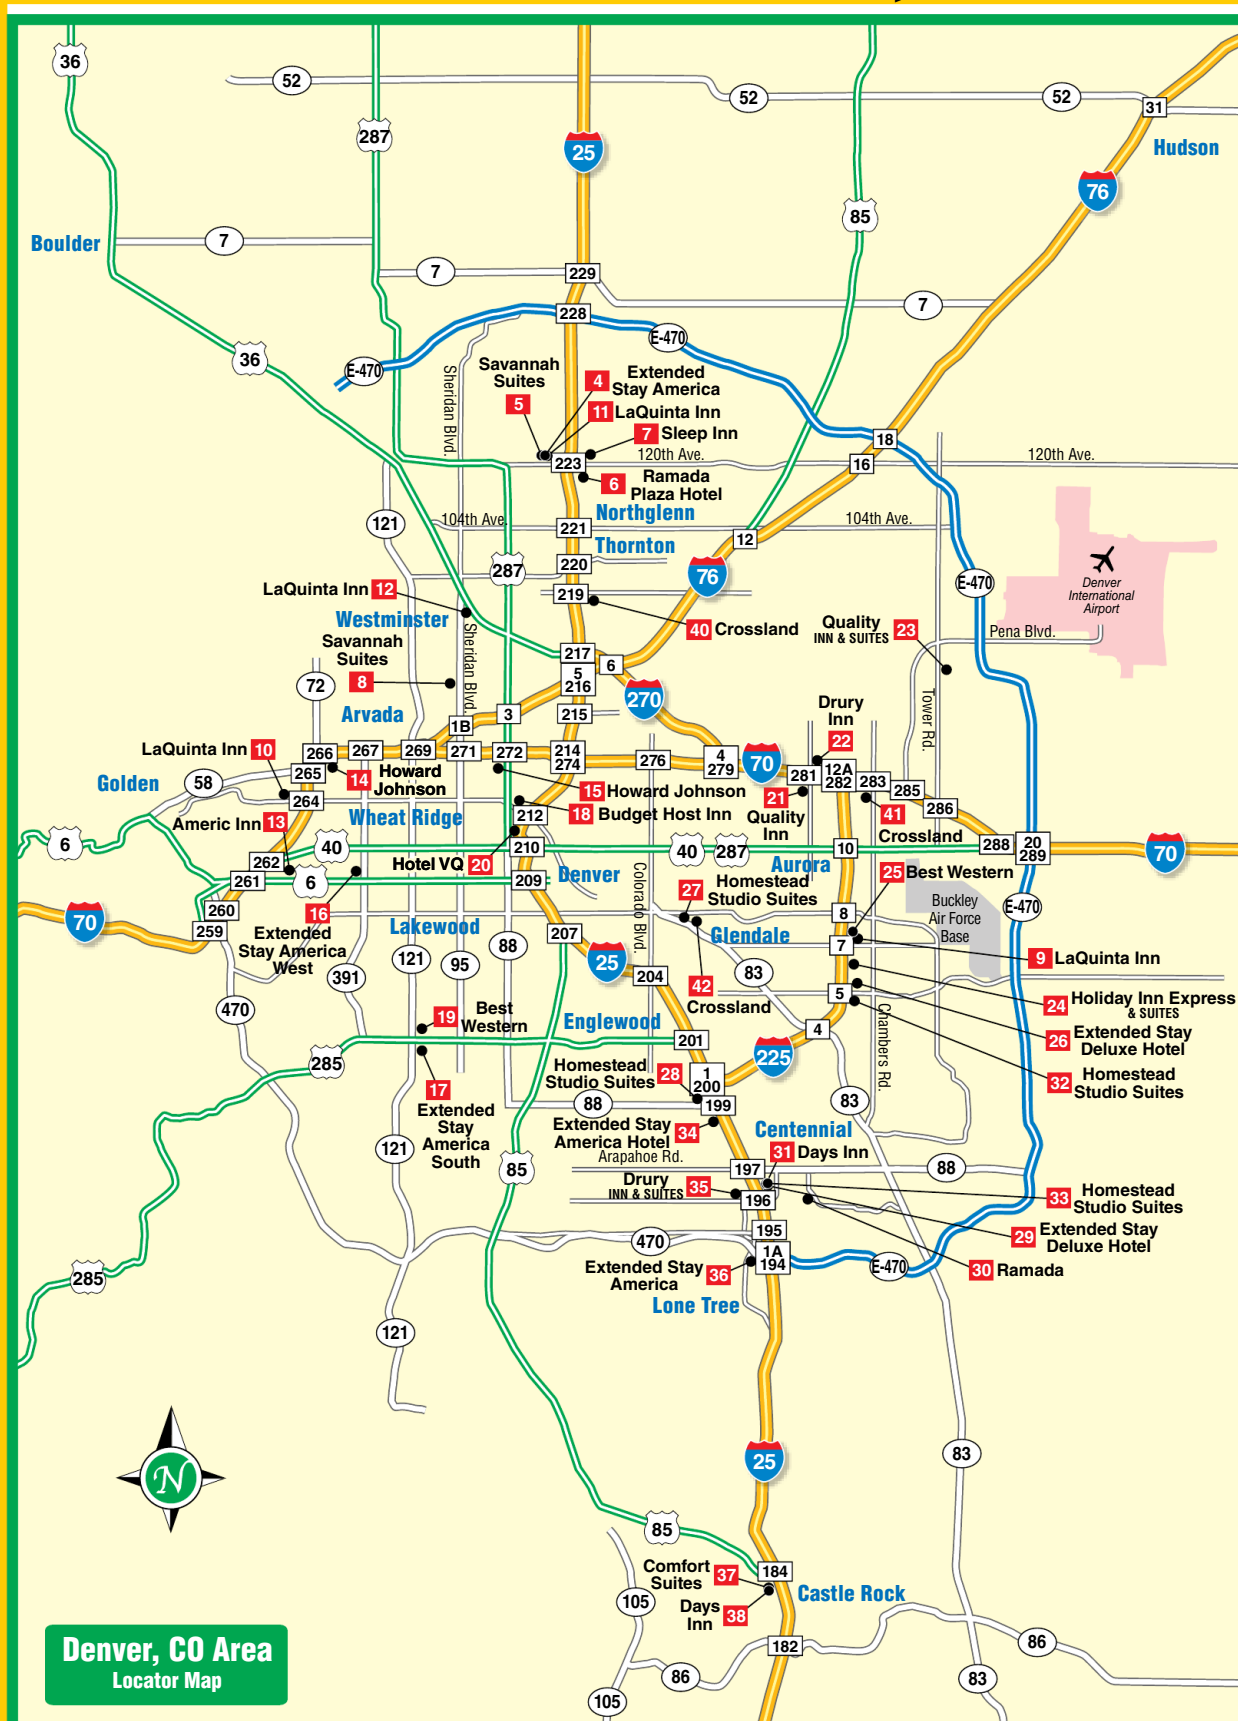 36
52
287
52
52
31
25
Hudson
76
85
Boulder
7
7
229
7
228
E-470
36
E-470
Savannah
Suites
5
4
Extended
Stay America
11
LaQuinta Inn
7
Sleep Inn
Sheridan Blvd.
18
223
120th Ave.
16
120th Ave.
6
Ramada
Plaza Hotel
Northglenn
121
104th Ave.
221
104th Ave.
12
Thornton
220
287
76
E-470
Denver
International
Airport
LaQuinta Inn
12
219
Westminster
40
Crossland
Quality
INN & SUITES
23
Pena Blvd.
Savannah
Suites
8
Sheridan Blvd.
217
6
5
216
72
270
Tower Rd.
Arvada
1B
3
215
Drury
Inn
22
LaQuinta Inn
10
266
267
269
271
272
214
274
276
4
279
70
281
12A
282
283
285
286
265
14
Howard
Johnson
Golden
58
264
15
Howard Johnson
21
Quality
Inn
41
Crossland
Wheat Ridge
212
18
Budget Host Inn
Americ Inn
13
6
40
210
40
287
10
288
20
289
70
262
Hotel VQ
20
Aurora
261
6
209
Denver
Colorado Blvd.
27
Homestead
Studio Suites
25
Best Western
Buckley
Air Force
Base
E-470
70
260
16
8
259
Extended
Stay America
West
Lakewood
88
207
Glendale
7
121
95
25
9
LaQuinta Inn
391
204
83
42
Crossland
5
24
Holiday Inn Express
& SUITES
470
19
Best
Western
Englewood
201
4
Chambers Rd.
26
Extended Stay
Deluxe Hotel
285
225
17
Extended
Stay
America
South
Homestead
Studio Suites
28
1
200
32
Homestead
Studio Suites
88
199
83
Extended Stay
America Hotel
34
Centennial
121
Arapahoe Rd.
31
Days Inn
85
197
88
Drury
INN & SUITES
35
196
33
Homestead
Studio Suites
195
29
Extended Stay
Deluxe Hotel
470
1A
194
E-470
30
Ramada
285
Extended Stay
America
36
Lone Tree
121
N
25
83
85
Comfort
Suites
37
184
Castle Rock
Days
Inn
38
105
182
86
86
83
105
Denver, CO Area
Locator Map